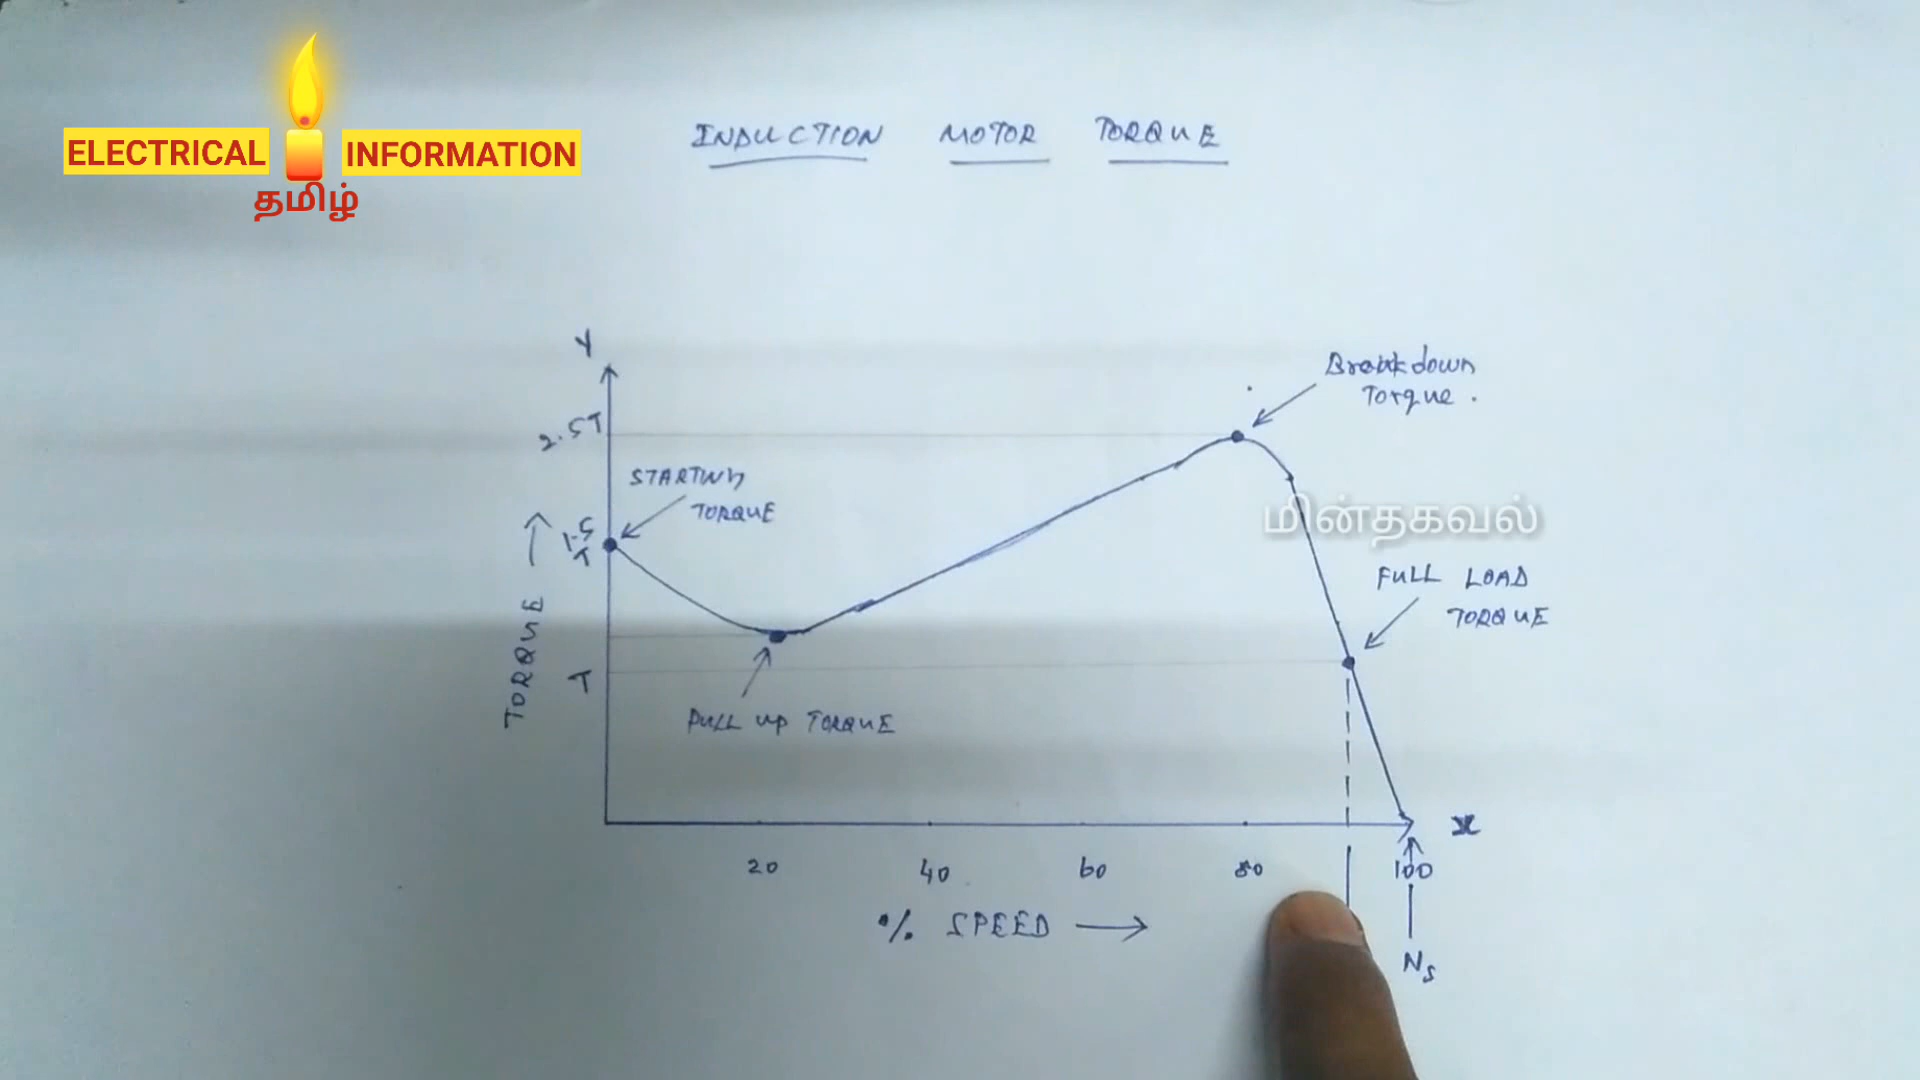 ELECTRICAL INFORMATION
தமிழ்
INDUCTION MOTOR TORQUE
Y
2.5T
Breakdown
Torque.
STARTING
TORQUE
1.5
T
மின்தகவல்
FULL LOAD
TORQUE
TORQUE
T
PULL UP TORQUE
X
20 40 60 80 100
% SPEED
Ns